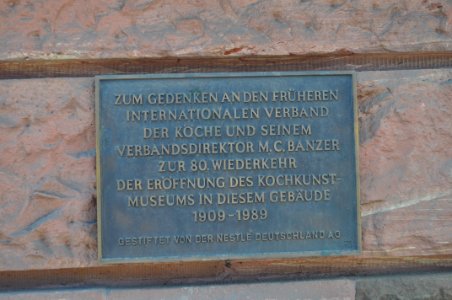 ZUM GEDENKEN AN DEN FRÜHEREN
INTERNATIONALEN VERBAND
DER KÖCHE UND SEINEM
VERBANDSDIREKTOR M.C. BANZER
ZUR 80. WIEDERKEHR
DER ERÖFFNUNG DES KOCHKUNST-
MUSEUMS IN DIESEM GEBÄUDE
1909-1989
GESTIFTET VON DER NESTLE DEUTSCHLAND AG